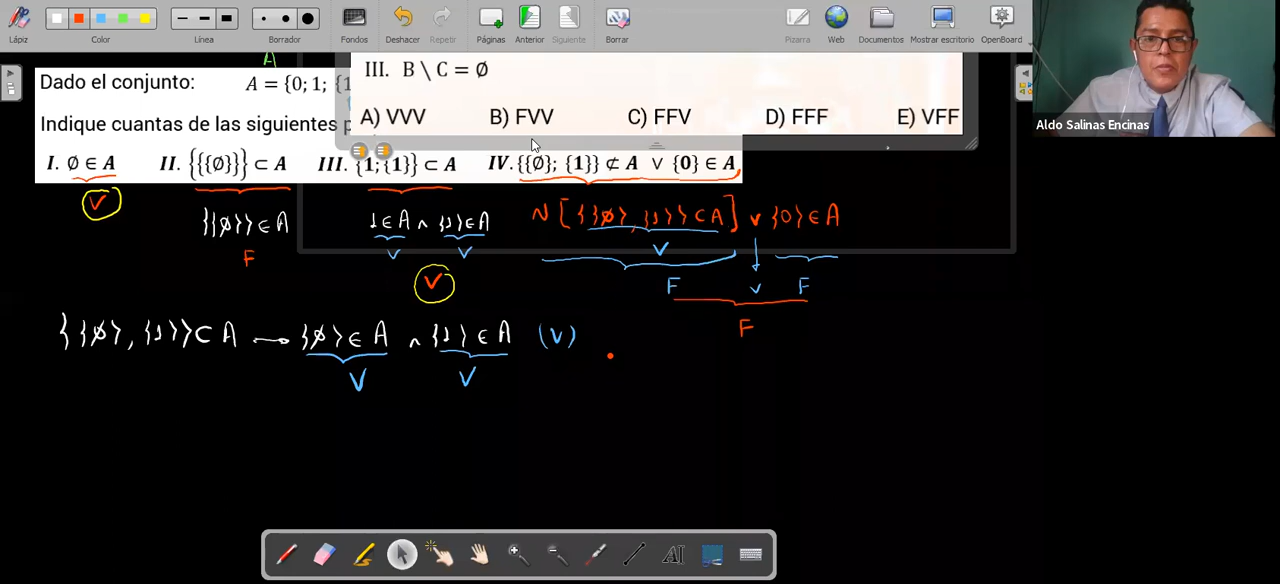 Lápiz
Color
Línea
Borrador
Fondos
Deshacer
Repetir
Páginas
Anterior
Siguiente
Borrar
Pizarra
Web
Documentos
Mostrar escritorio
OpenBoard
Aldo Salinas Encinas
A
III. B \ C = ∅
A) VVV B) FVV C) FFV D) FFF E) VFF
Dado el conjunto: A = {0; 1; {1
Indique cuantas de las siguientes p
I. ∅ ∈ A II. {{{∅}}} ⊂ A III. {1; {1}} ⊂ A IV. {{∅}; {1}} ⊄ A ∨ {0} ∈ A
V
{{∅}} ∈ A
F
1 ∈ A ∧ {1} ∈ A
V V
V
~ [ {{∅}, {1}} ⊂ A ] ∨ {0} ∈ A
V
F V F
F
{{∅}, {1}} ⊂ A → {∅} ∈ A ∧ {1} ∈ A (V)
V V
AI